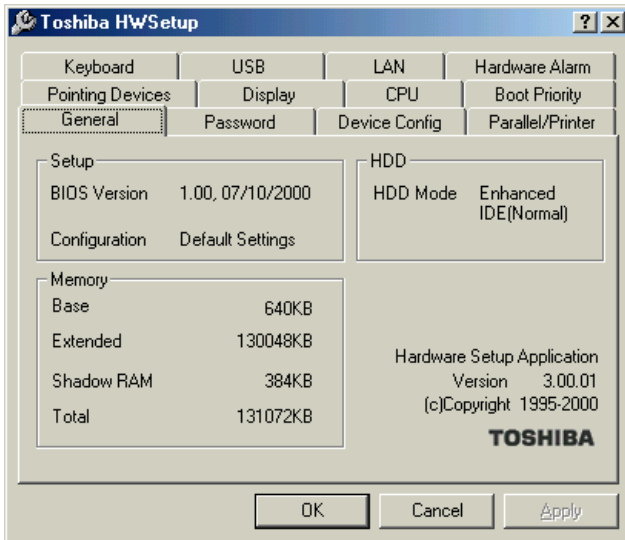 Toshiba HWSetup
Keyboard USB LAN Hardware Alarm
Pointing Devices Display CPU Boot Priority
General Password Device Config Parallel/Printer
Setup
BIOS Version 1.00, 07/10/2000
Configuration Default Settings
HDD
HDD Mode Enhanced
IDE(Normal)
Memory
Base 640KB
Extended 130048KB
Shadow RAM 384KB
Total 131072KB
Hardware Setup Application
Version 3.00.01
(c)Copyright 1995-2000
TOSHIBA
OK Cancel Apply